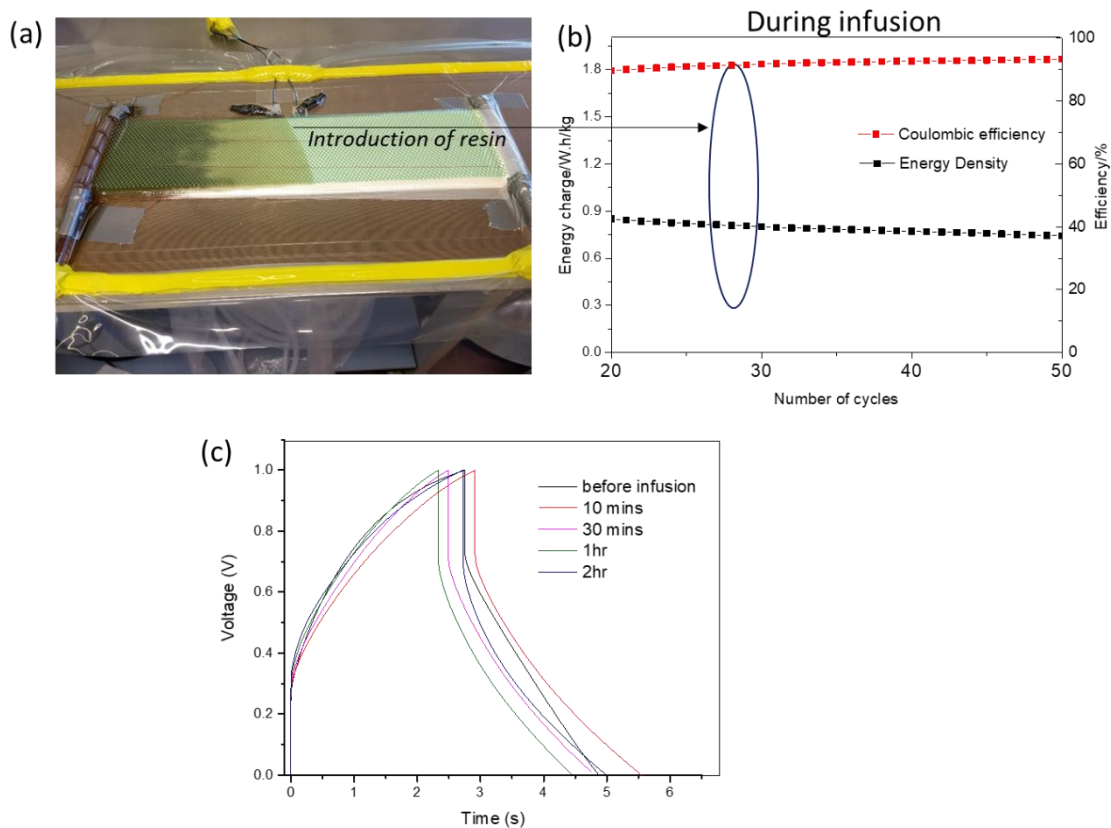 (a)
Introduction of resin
During infusion
(b)
Energy charge/W.h/kg
1.8
1.5
1.2
0.9
0.6
0.3
0.0
Coulombic efficiency
Energy Density
100
80
60
40
20
0
Efficiency/%
20
30
40
50
Number of cycles
(c)
Voltage (V)
1.0
0.8
0.6
0.4
0.2
0.0
before infusion
10 mins
30 mins
1hr
2hr
0
1
2
3
4
5
6
Time (s)